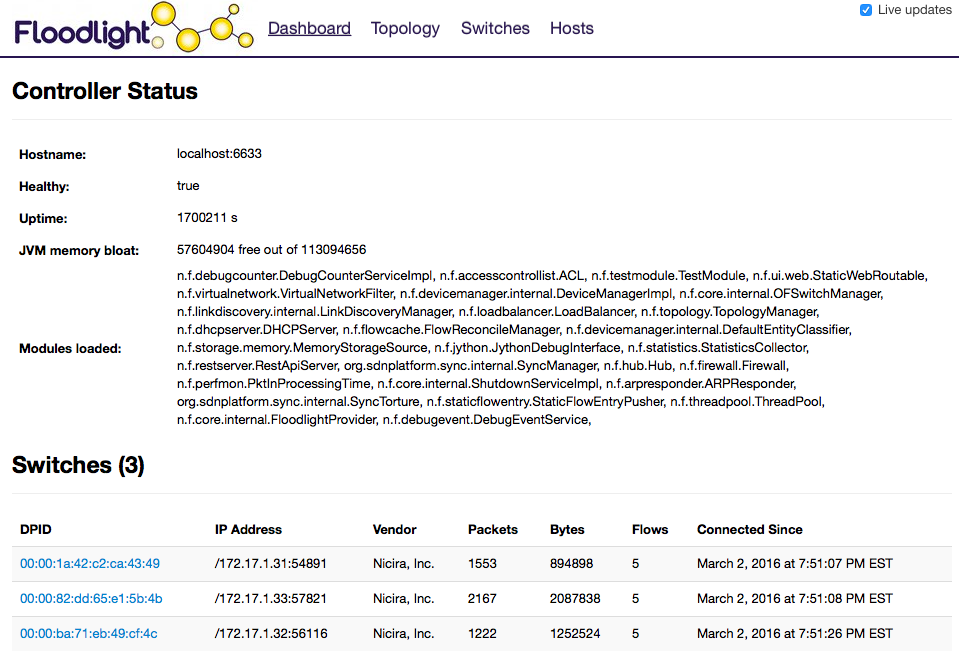 Floodlight Dashboard Topology Switches Hosts Live updates
Controller Status
Hostname: localhost:6633
Healthy: true
Uptime: 1700211 s
JVM memory bloat: 57604904 free out of 113094656
Modules loaded:
n.f.debugcounter.DebugCounterServiceImpl, n.f.accesscontrollist.ACL, n.f.testmodule.TestModule, n.f.ui.web.StaticWebRoutable,
n.f.virtualnetwork.VirtualNetworkFilter, n.f.devicemanager.internal.DeviceManagerImpl, n.f.core.internal.OFSwitchManager,
n.f.linkdiscovery.internal.LinkDiscoveryManager, n.f.loadbalancer.LoadBalancer, n.f.topology.TopologyManager,
n.f.dhcpserver.DHCPServer, n.f.flowcache.FlowReconcileManager, n.f.devicemanager.internal.DefaultEntityClassifier,
n.f.storage.memory.MemoryStorageSource, n.f.jython.JythonDebugInterface, n.f.statistics.StatisticsCollector,
n.f.restserver.RestApiServer, org.sdnplatform.sync.internal.SyncManager, n.f.hub.Hub, n.f.firewall.Firewall,
n.f.perfmon.PktInProcessingTime, n.f.core.internal.ShutdownServiceImpl, n.f.arpresponder.ARPResponder,
org.sdnplatform.sync.internal.SyncTorture, n.f.staticflowentry.StaticFlowEntryPusher, n.f.threadpool.ThreadPool,
n.f.core.internal.FloodlightProvider, n.f.debugevent.DebugEventService,
Switches (3)
DPID IP Address Vendor Packets Bytes Flows Connected Since
00:00:1a:42:c2:ca:43:49 /172.17.1.31:54891 Nicira, Inc. 1553 894898 5 March 2, 2016 at 7:51:07 PM EST
00:00:82:dd:65:e1:5b:4b /172.17.1.33:57821 Nicira, Inc. 2167 2087838 5 March 2, 2016 at 7:51:08 PM EST
00:00:ba:71:eb:49:cf:4c /172.17.1.32:56116 Nicira, Inc. 1222 1252524 5 March 2, 2016 at 7:51:26 PM EST